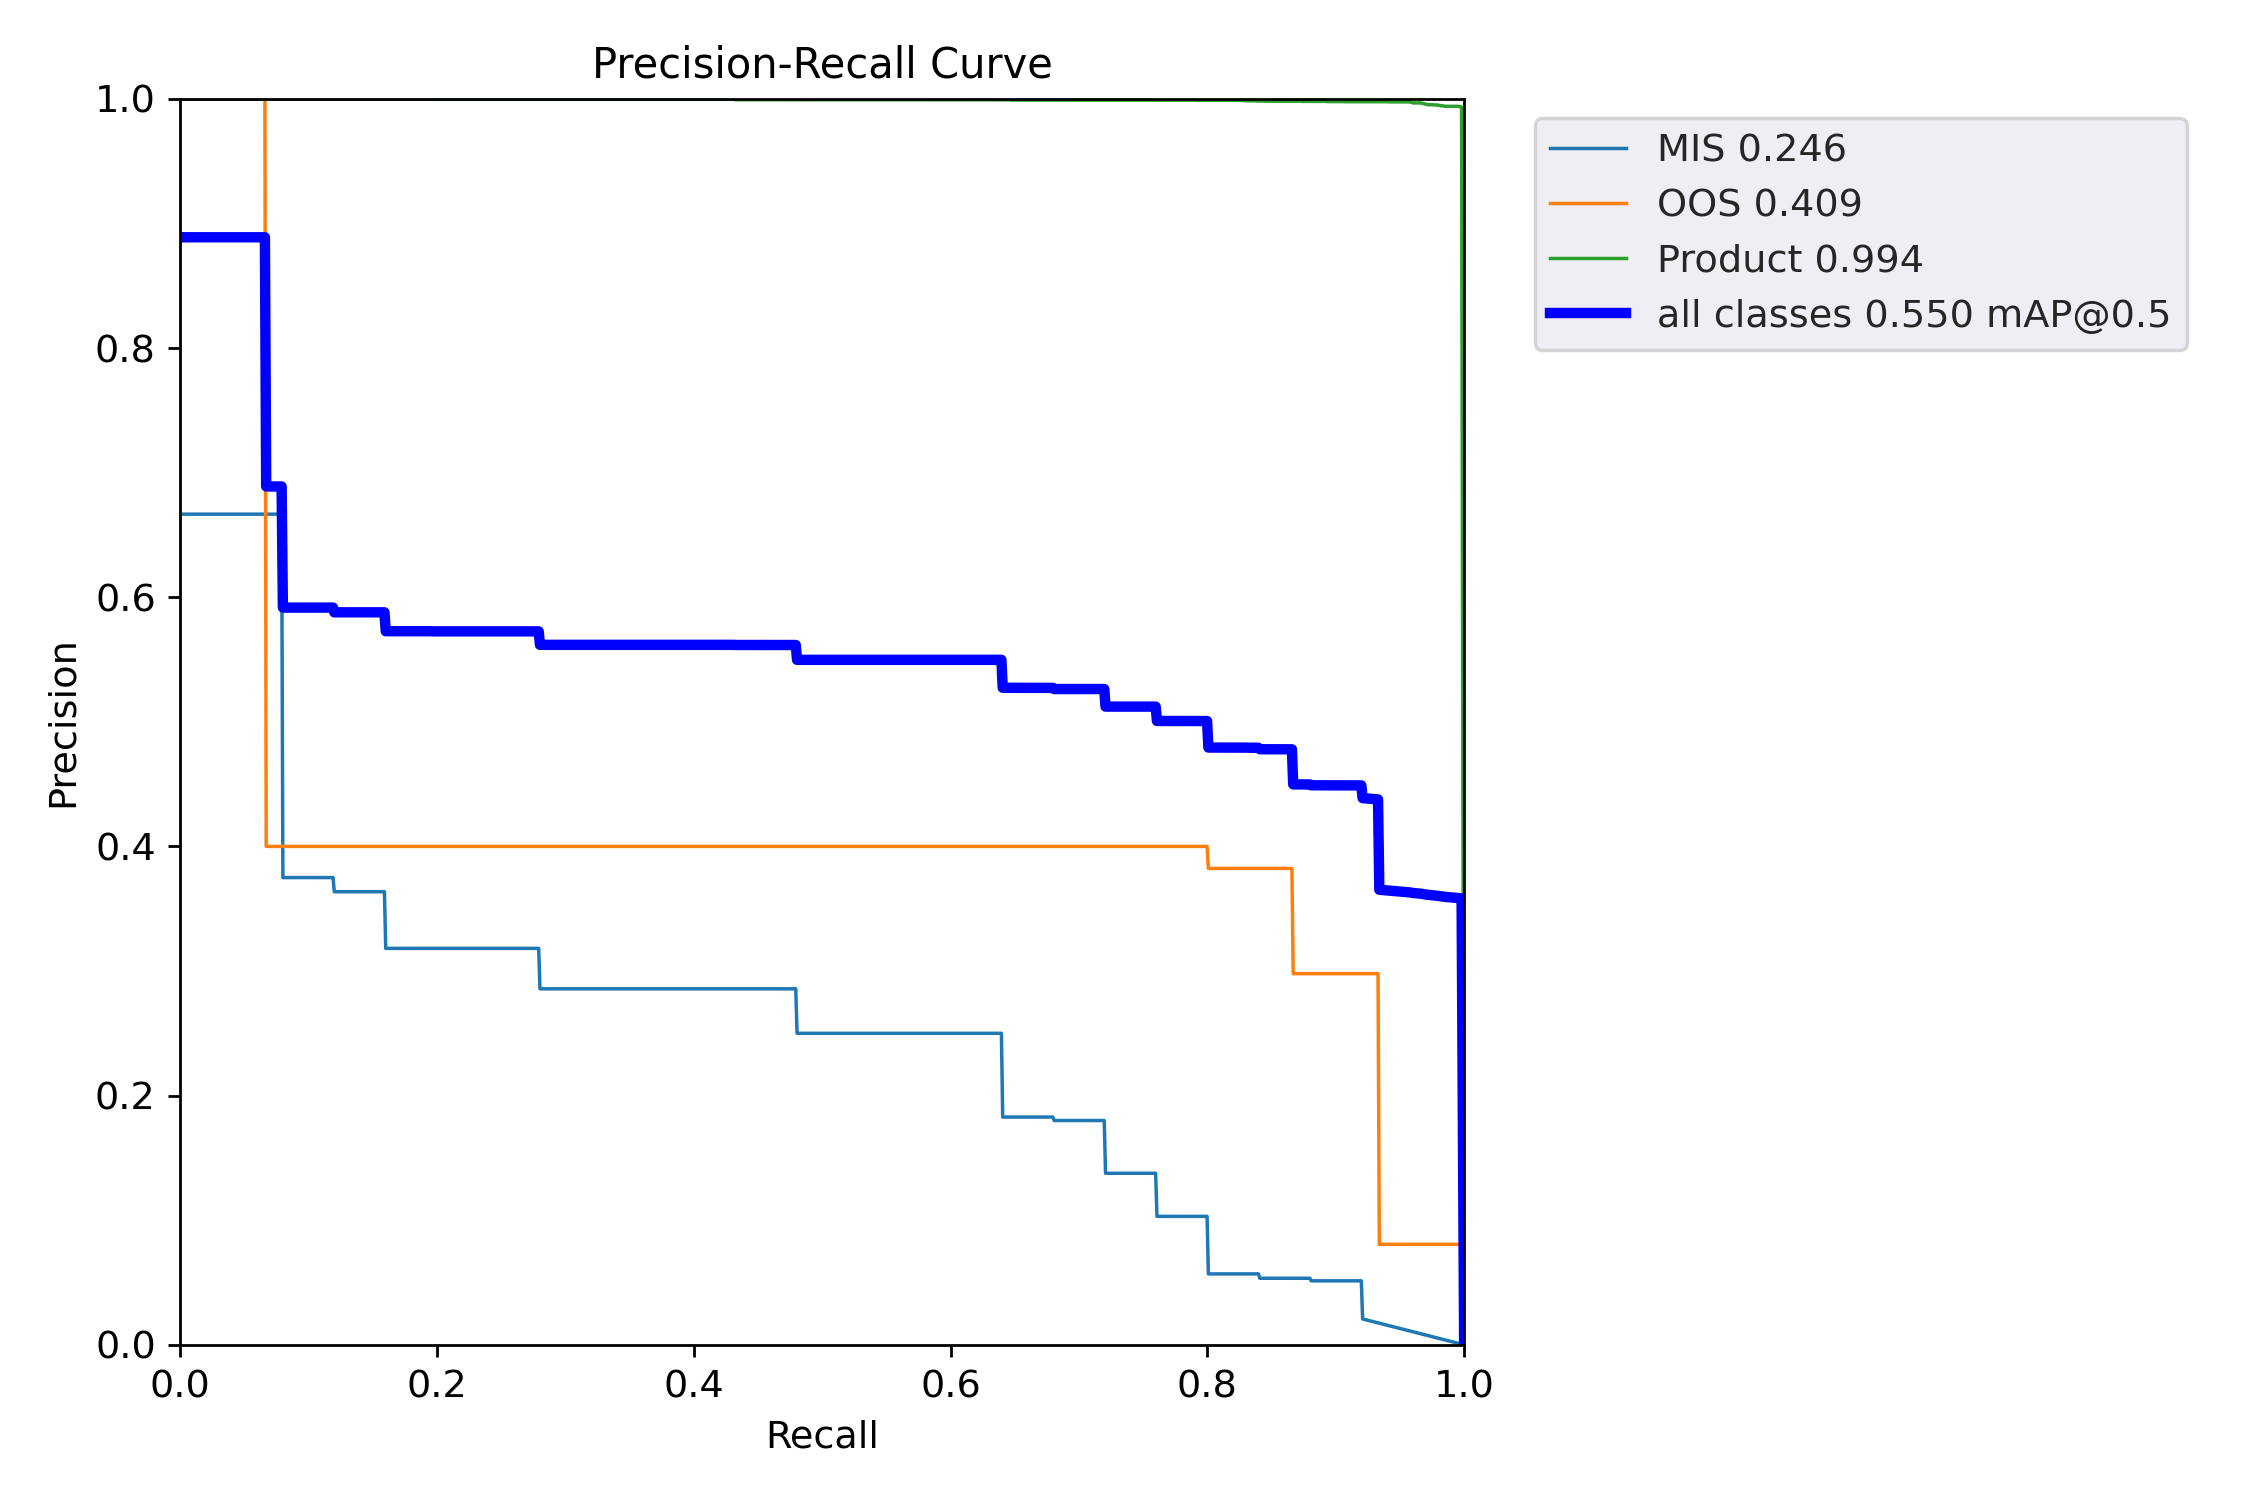 Precision-Recall Curve
1.0
0.8
0.6
0.4
0.2
0.0
Precision
0.0 0.2 0.4 0.6 0.8 1.0
Recall
MIS 0.246
OOS 0.409
Product 0.994
all classes 0.550 mAP@0.5